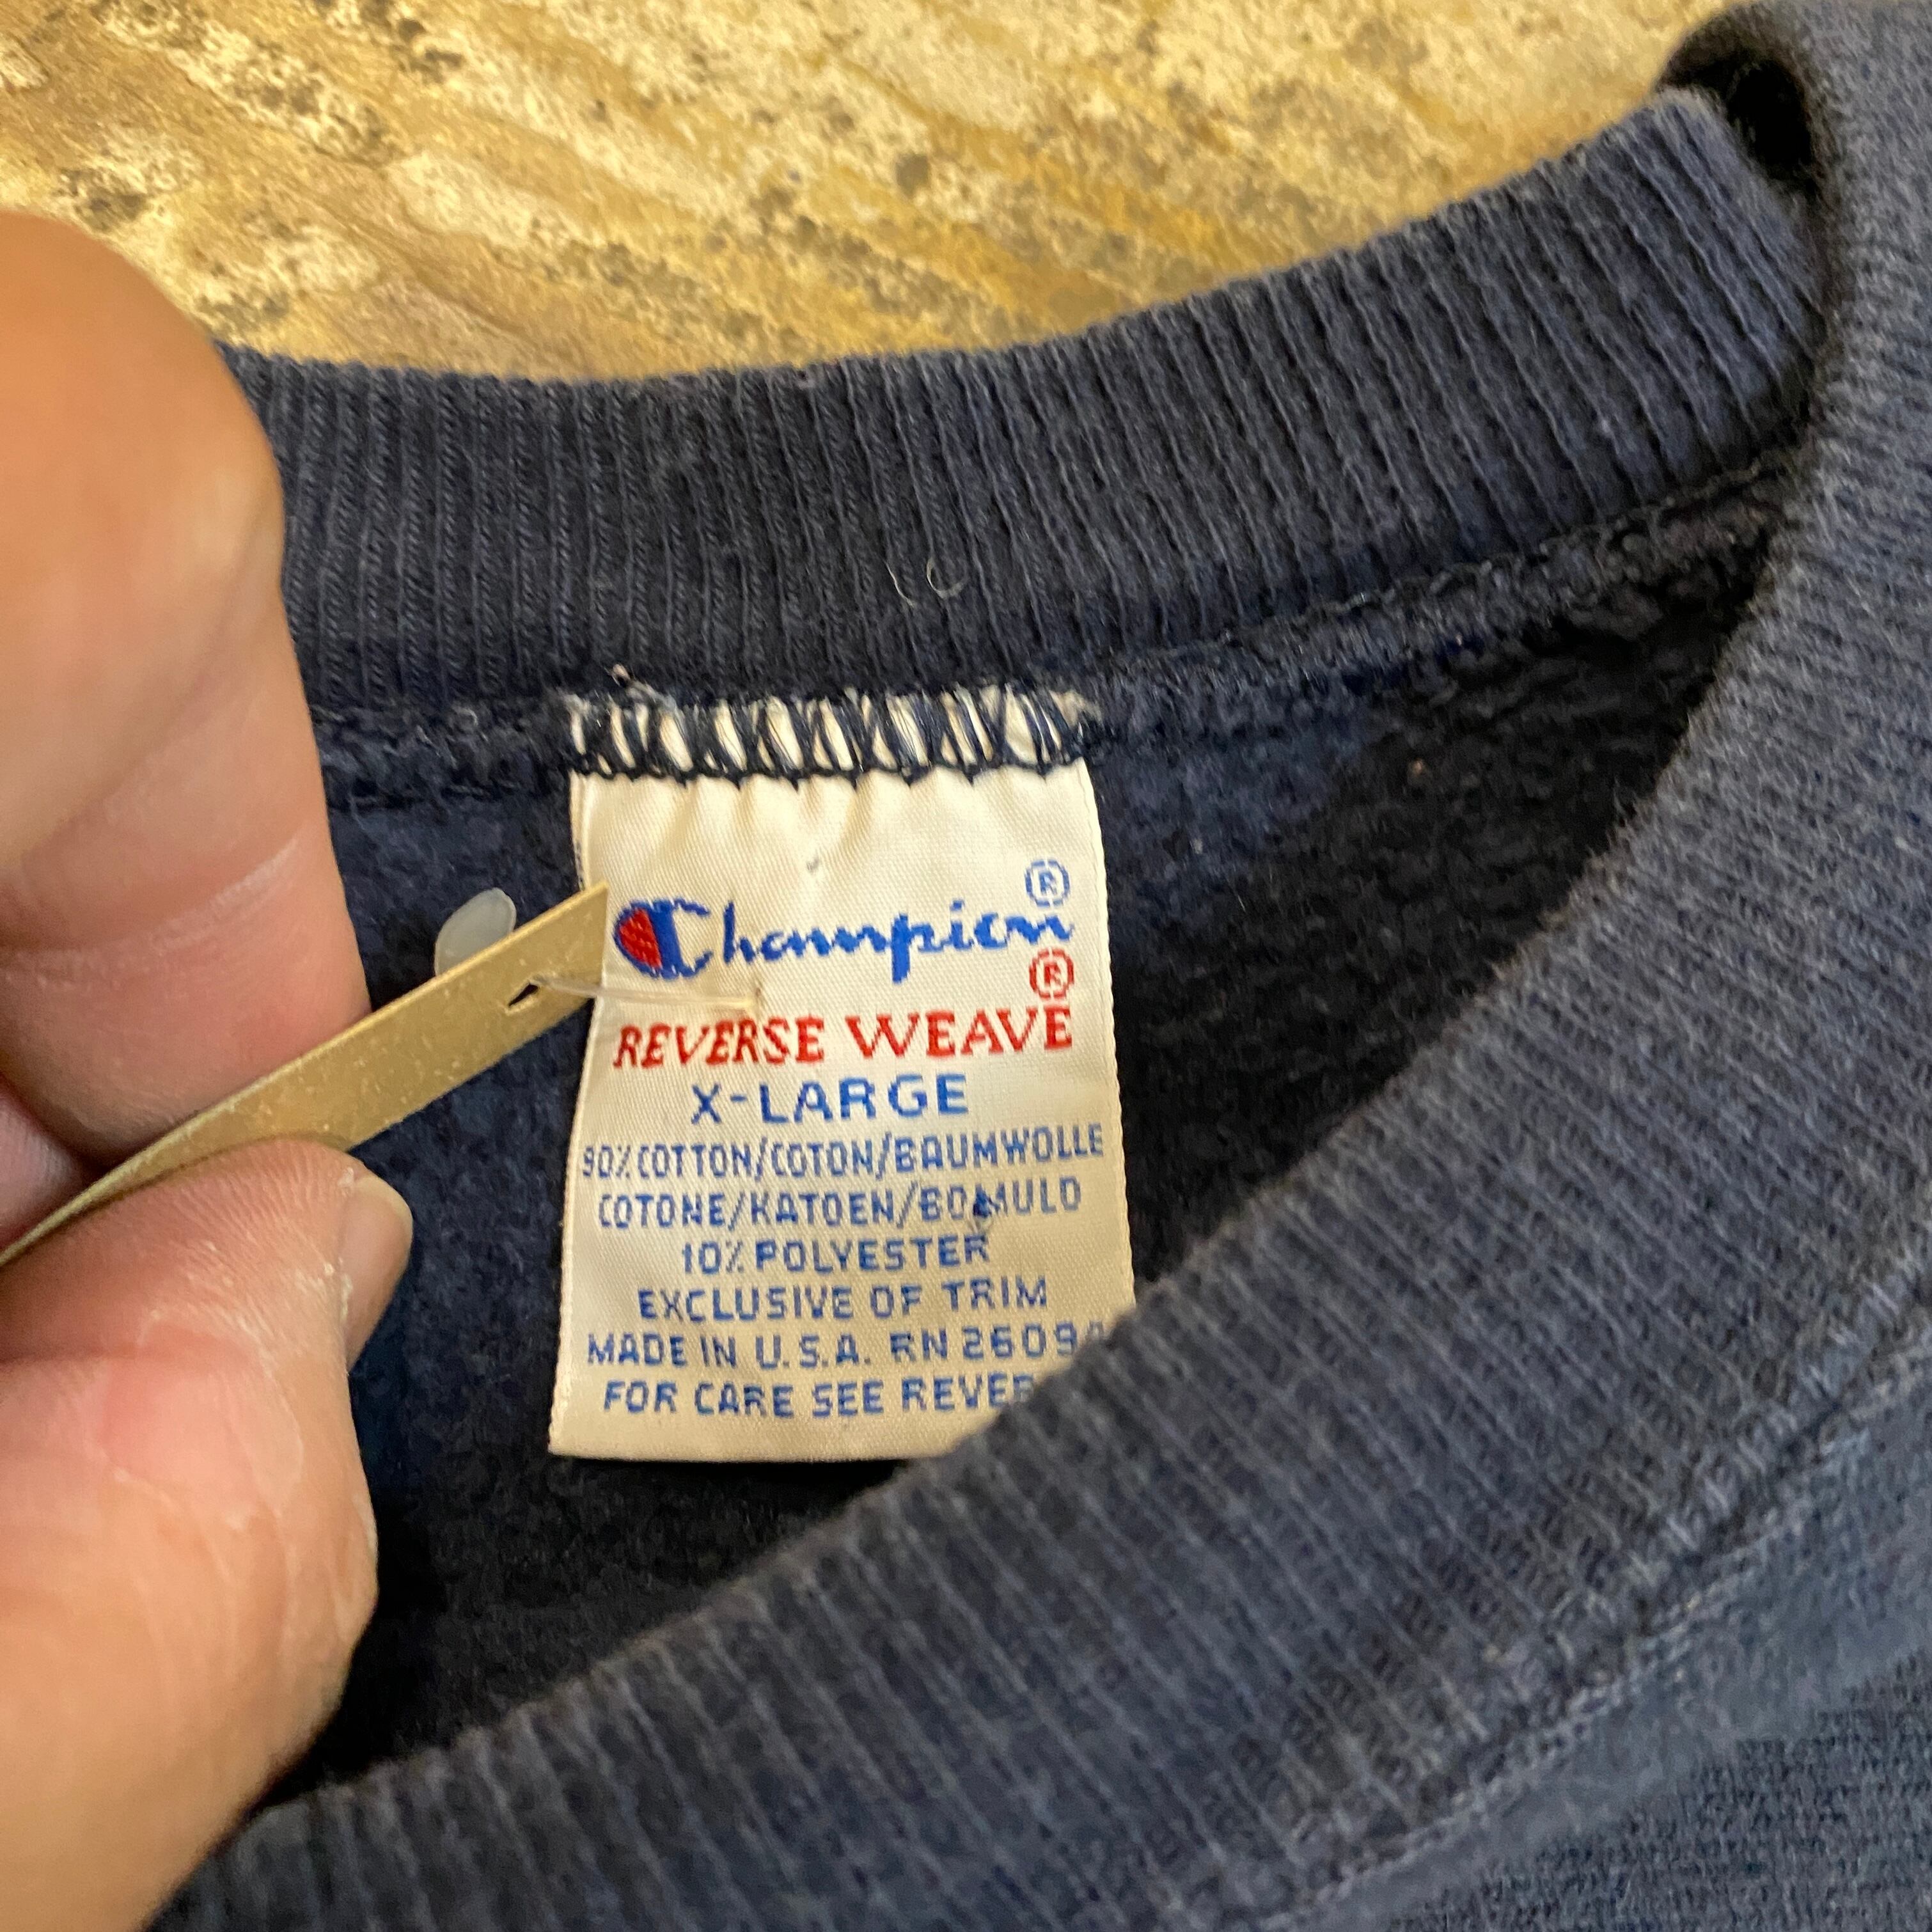 Champion®
®
REVERSE WEAVE
X-LARGE
90% COTTON/COTON/BAUMWOLLE
COTONE/KATOEN/BOMULD
10% POLYESTER
EXCLUSIVE OF TRIM
MADE IN U.S.A. RN 2609
FOR CARE SEE REVER